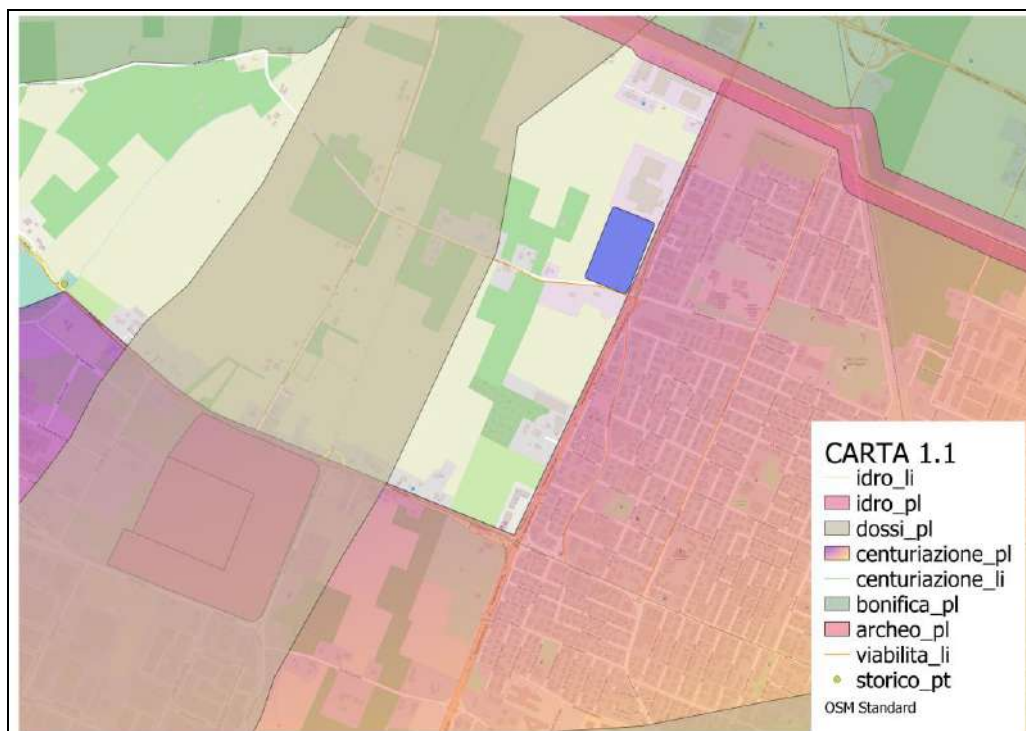 CARTA 1.1
idro_li
idro_pl
dossi_pl
centuriazione_pl
centuriazione_li
bonifica_pl
archeo_pl
viabilita_li
storico_pt
OSM Standard